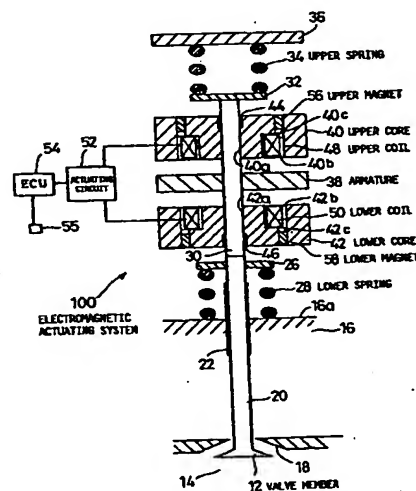 36
34 UPPER SPRING
32
44
56 UPPER MAGNET
40c
40 UPPER CORE
48 UPPER COIL
40a
40b
54
52
ECU
ACTUATING CIRCUIT
55
38 ARMATURE
42a
42b
50 LOWER COIL
42c
42 LOWER CORE
58 LOWER MAGNET
30
46
26
28 LOWER SPRING
100
ELECTROMAGNETIC
ACTUATING SYSTEM
16a
16
22
20
18
14
12 VALVE MEMBER